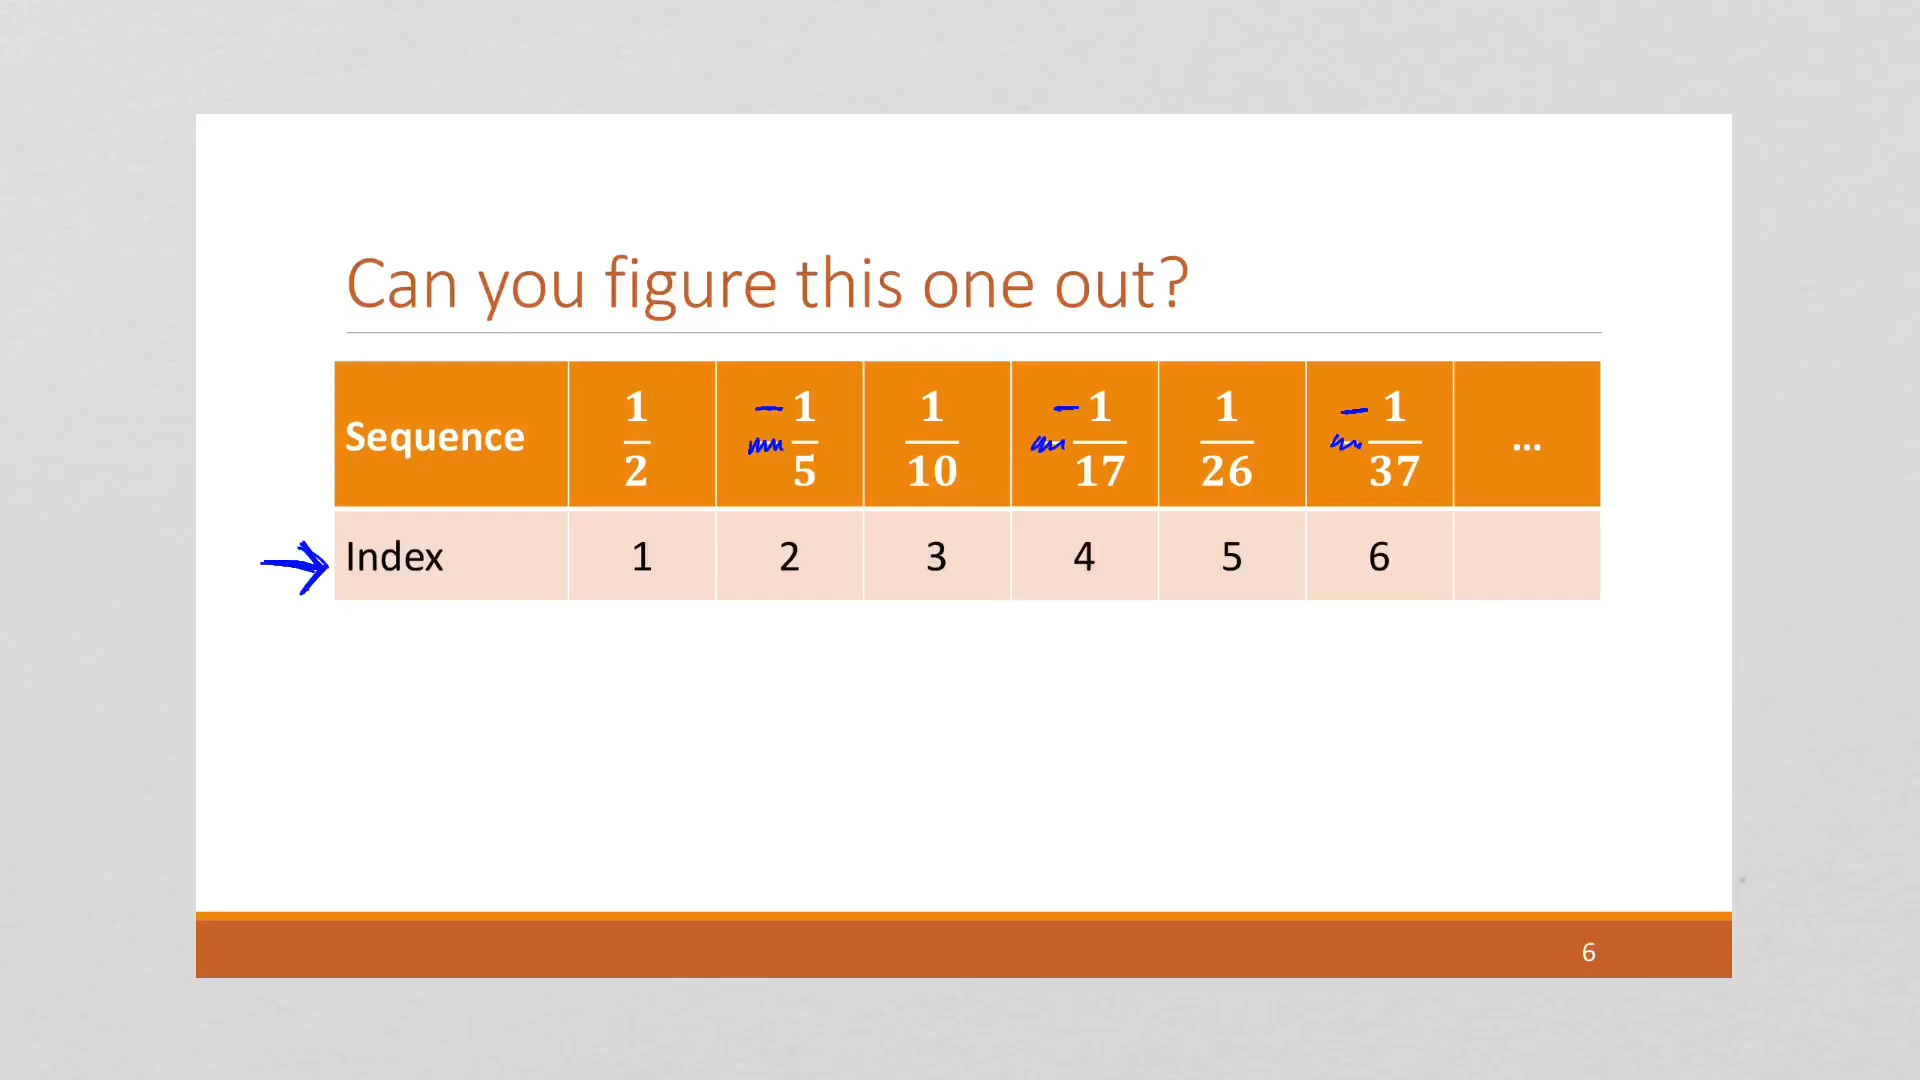 Can you figure this one out?
Sequence 1/2 -1/5 1/10 -1/17 1/26 -1/37 ...
Index 1 2 3 4 5 6
6